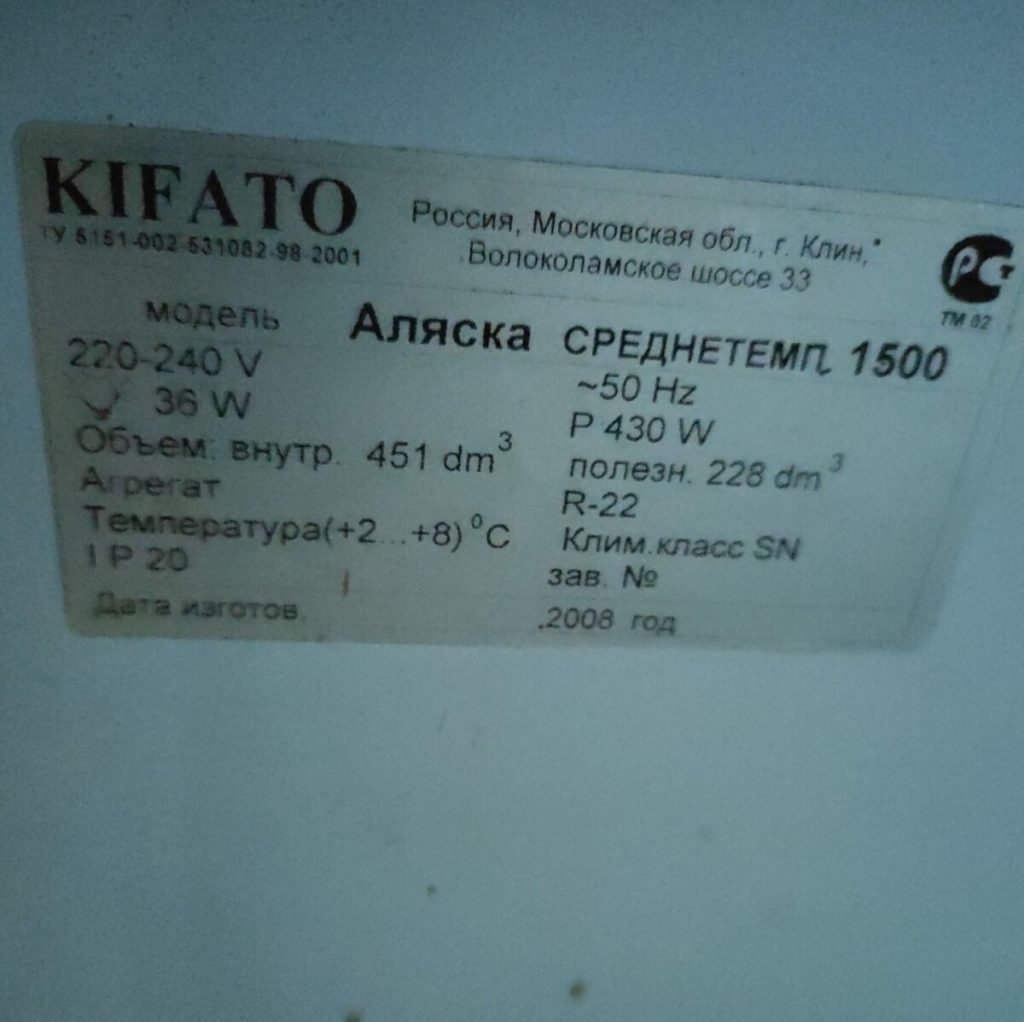 KIFATO
ТУ 5151-002-531082-98-2001
Россия, Московская обл., г. Клин,
Волоколамское шоссе 33
РСТ
ТМ 02
модель Аляска СРЕДНЕТЕМП. 1500
220-240 V ~50 Hz
36 W P 430 W
Объем: внутр. 451 dm³ полезн. 228 dm³
Агрегат R-22
Температура(+2...+8) °C Клим.класс SN
I P 20 зав. №
Дата изготов. .2008 год